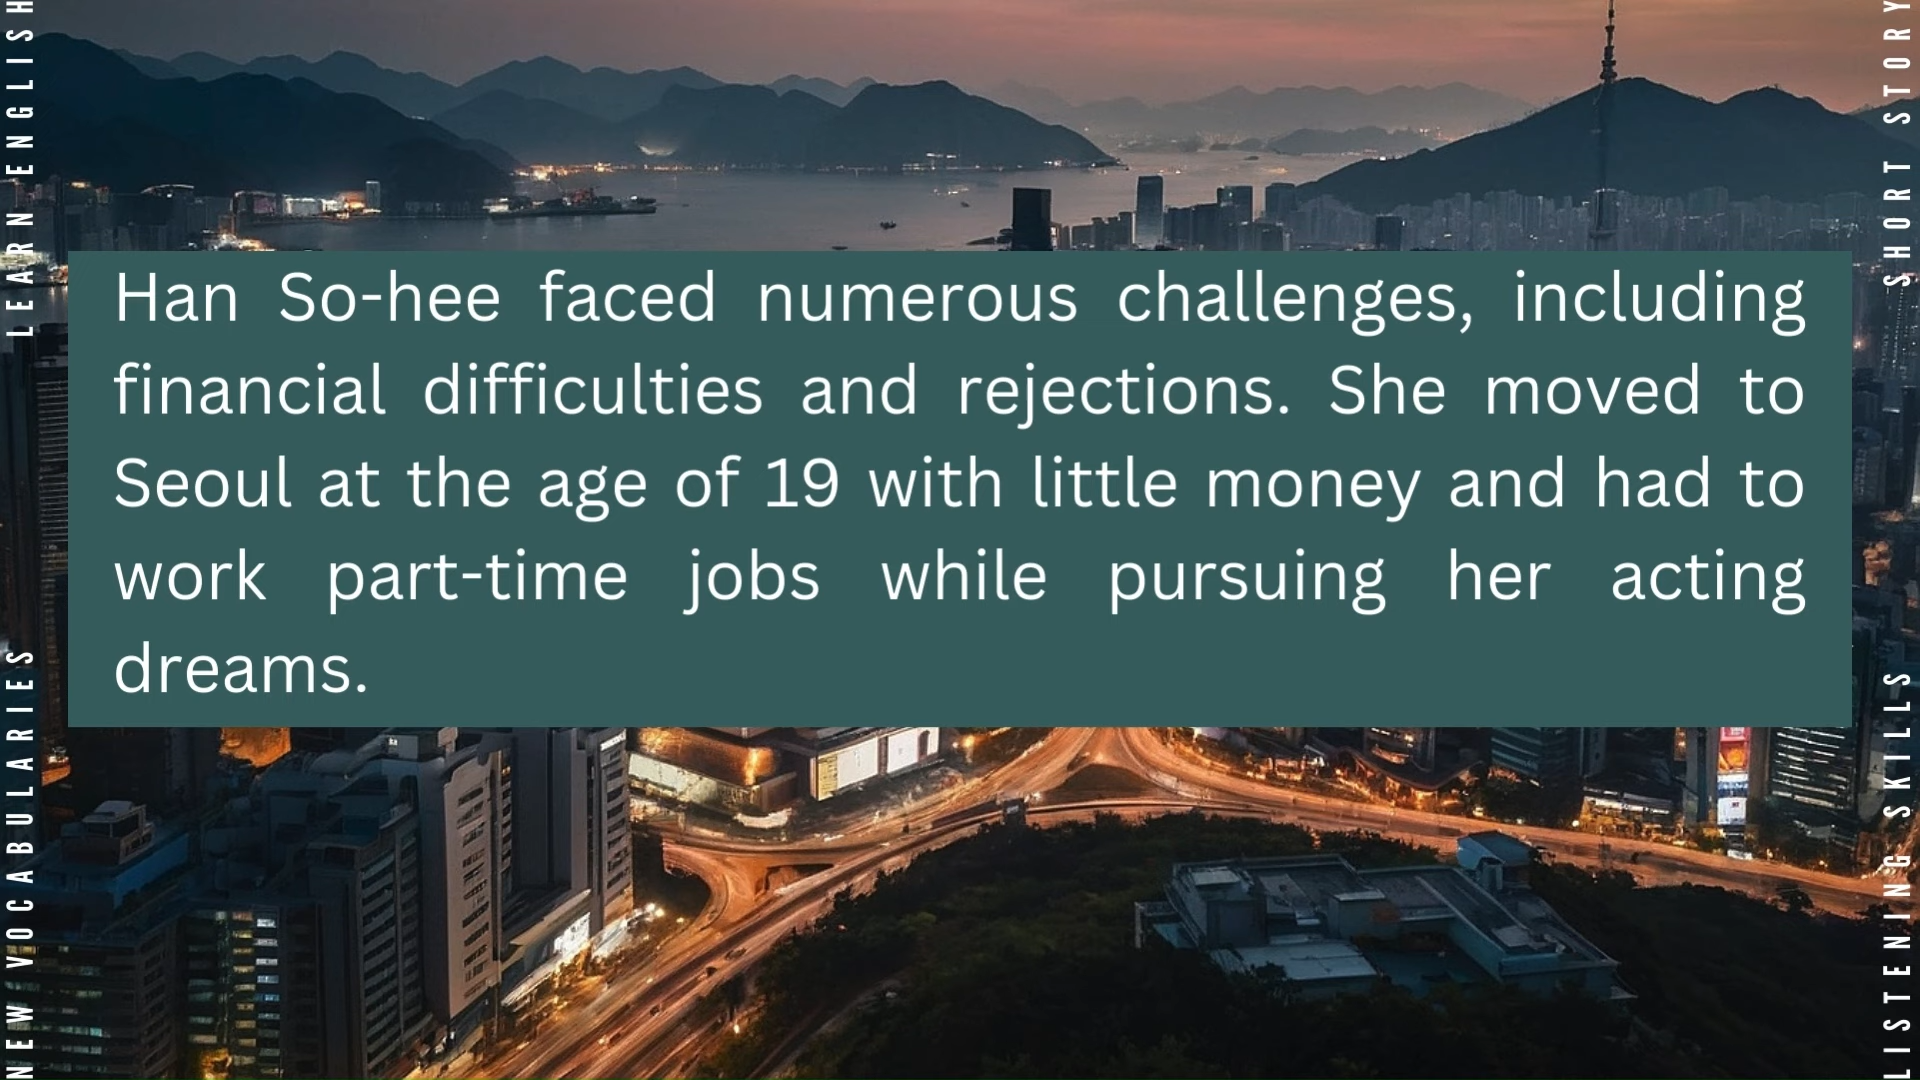 LEARN ENGLISH
SHORT STORY
Han So-hee faced numerous challenges, including
financial difficulties and rejections. She moved to
Seoul at the age of 19 with little money and had to
work part-time jobs while pursuing her acting
dreams.
NEW VOCABULARIES
LISTENING SKILLS